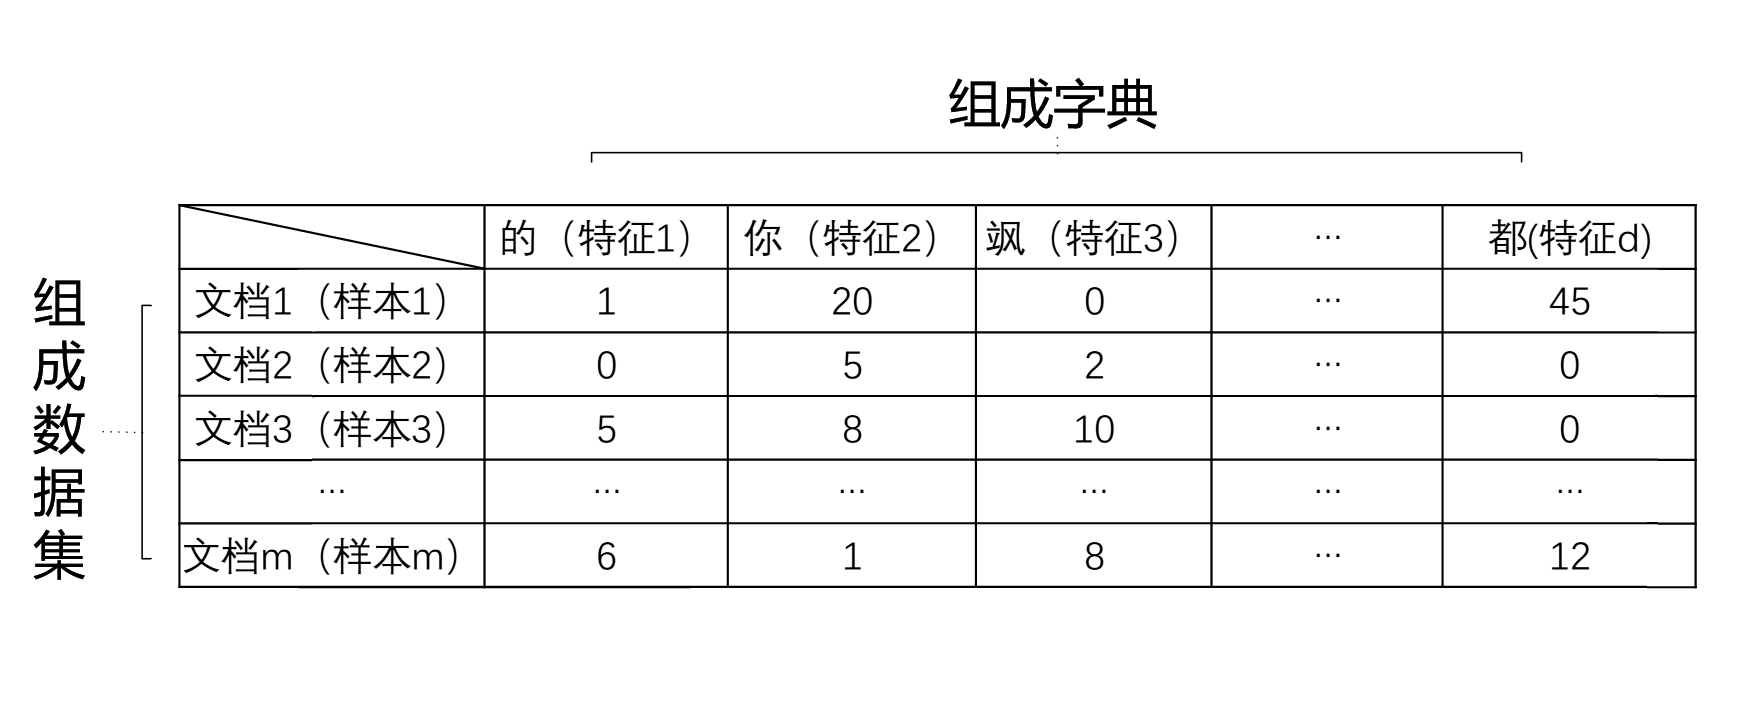 组成字典
的（特征1） 你（特征2） 飒（特征3） ... 都(特征d)
文档1（样本1） 1 20 0 ... 45
文档2（样本2） 0 5 2 ... 0
文档3（样本3） 5 8 10 ... 0
... ... ... ... ... ...
文档m（样本m） 6 1 8 ... 12
组成数据集